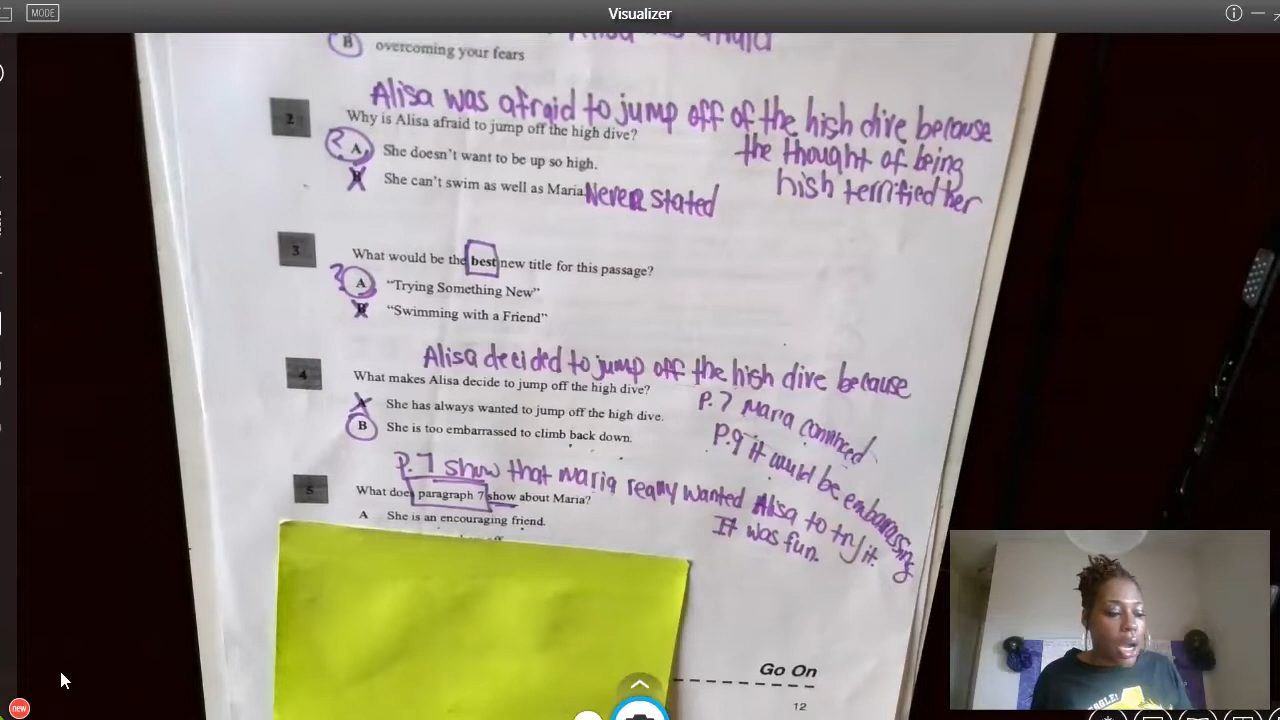 MODE
Visualizer
B overcoming your fears
Alisa was afraid to jump off of the high dive because
the thought of being
high terrified her
2 Why is Alisa afraid to jump off the high dive?
A She doesn't want to be up so high.
B She can't swim as well as Maria. Never stated
3 What would be the best new title for this passage?
A "Trying Something New"
B "Swimming with a Friend"
Alisa decided to jump off the high dive because
P.7 Maria convinced
P.9 it would be embarassing
4 What makes Alisa decide to jump off the high dive?
She has always wanted to jump off the high dive.
B She is too embarrassed to climb back down.
P.7 show that Maria really wanted Alisa to try it.
It was fun.
5 What does paragraph 7 show about Maria?
A She is an encouraging friend.
Go On
12
new